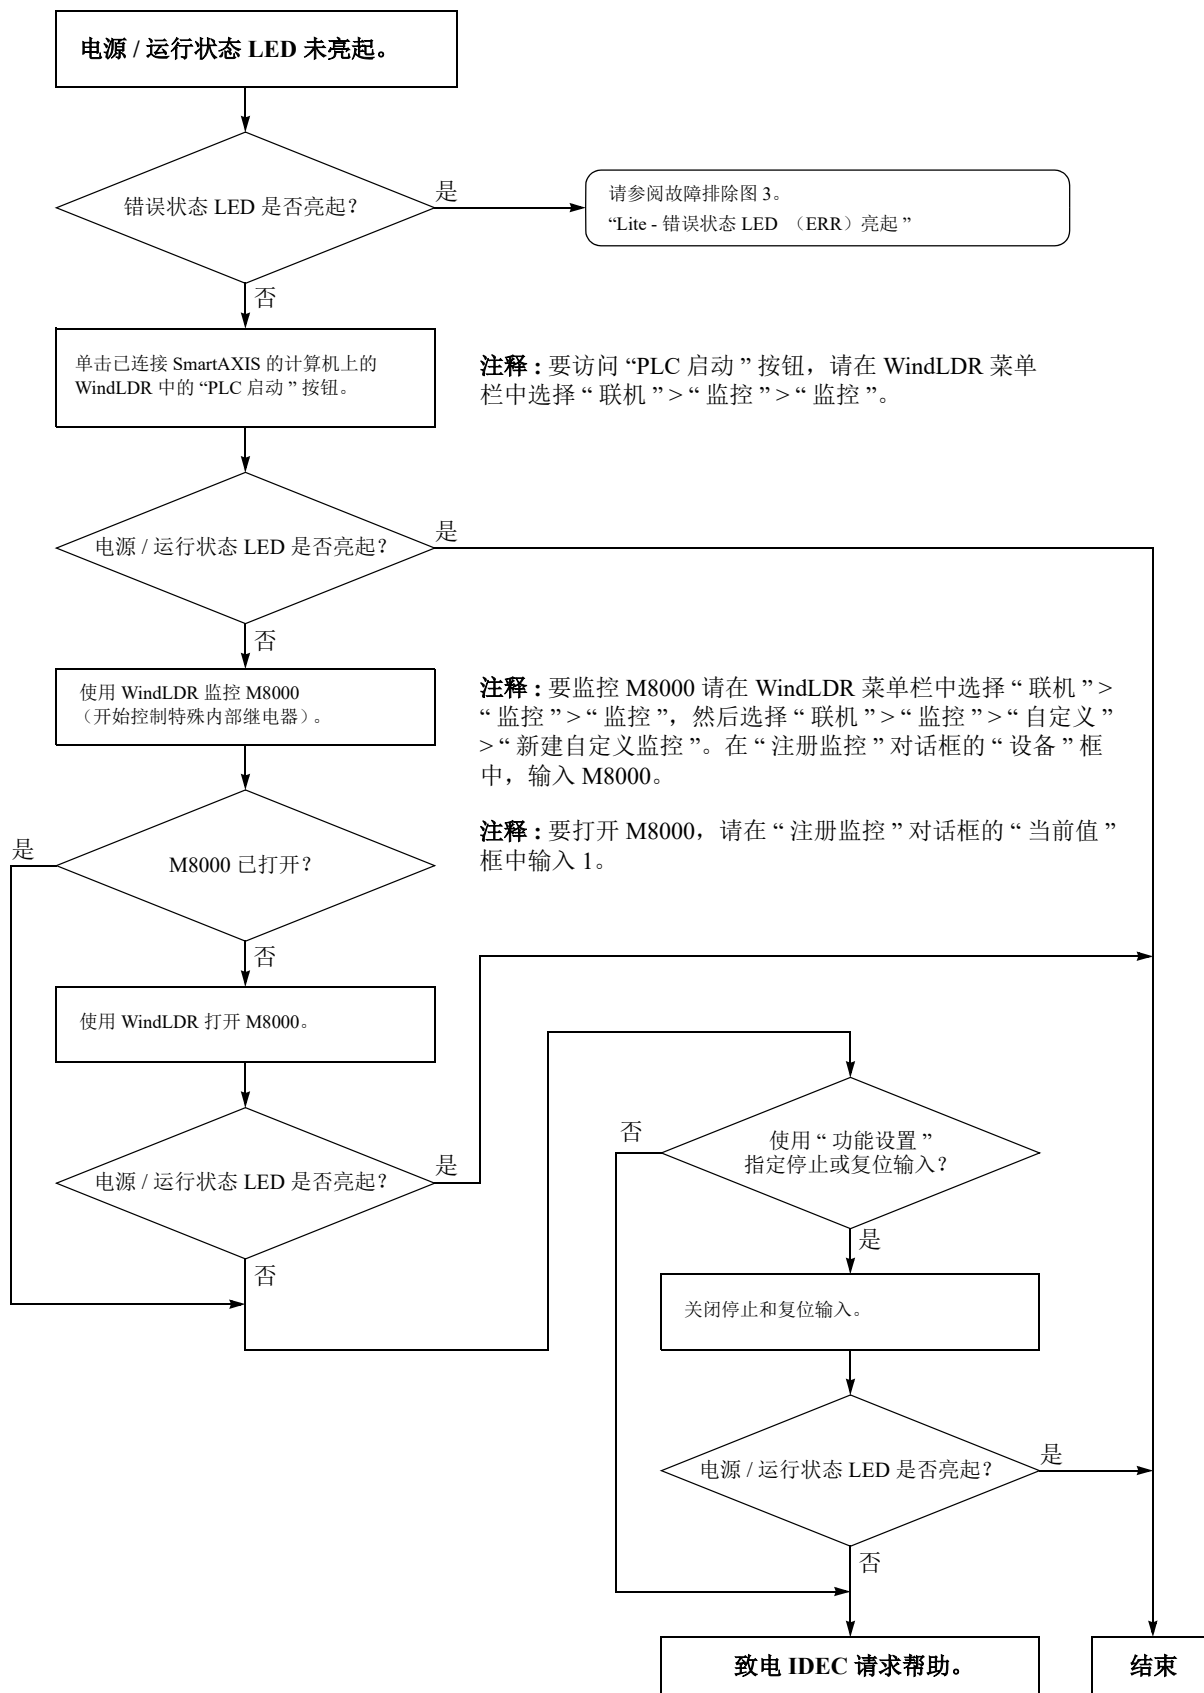 电源 / 运行状态 LED 未亮起。
错误状态 LED 是否亮起？
是
请参阅故障排除图 3。
“Lite - 错误状态 LED （ERR）亮起 ”
否
单击已连接 SmartAXIS 的计算机上的
WindLDR 中的 “PLC 启动 ” 按钮。
注释 : 要访问 “PLC 启动 ” 按钮，请在 WindLDR 菜单
栏中选择 “ 联机 ” > “ 监控 ” > “ 监控 ”。
电源 / 运行状态 LED 是否亮起？
是
否
使用 WindLDR 监控 M8000
（开始控制特殊内部继电器）。
注释 : 要监控 M8000 请在 WindLDR 菜单栏中选择 “ 联机 ” >
“ 监控 ” > “ 监控 ”，然后选择 “ 联机 ” > “ 监控 ” > “ 自定义 ”
> “ 新建自定义监控 ”。在 “ 注册监控 ” 对话框的 “ 设备 ” 框
中，输入 M8000。
注释 : 要打开 M8000，请在 “ 注册监控 ” 对话框的 “ 当前值 ”
框中输入 1。
是
M8000 已打开？
否
使用 WindLDR 打开 M8000。
电源 / 运行状态 LED 是否亮起？
是
否
否
使用 “ 功能设置 ”
指定停止或复位输入？
是
关闭停止和复位输入。
电源 / 运行状态 LED 是否亮起？
是
否
致电 IDEC 请求帮助。
结束